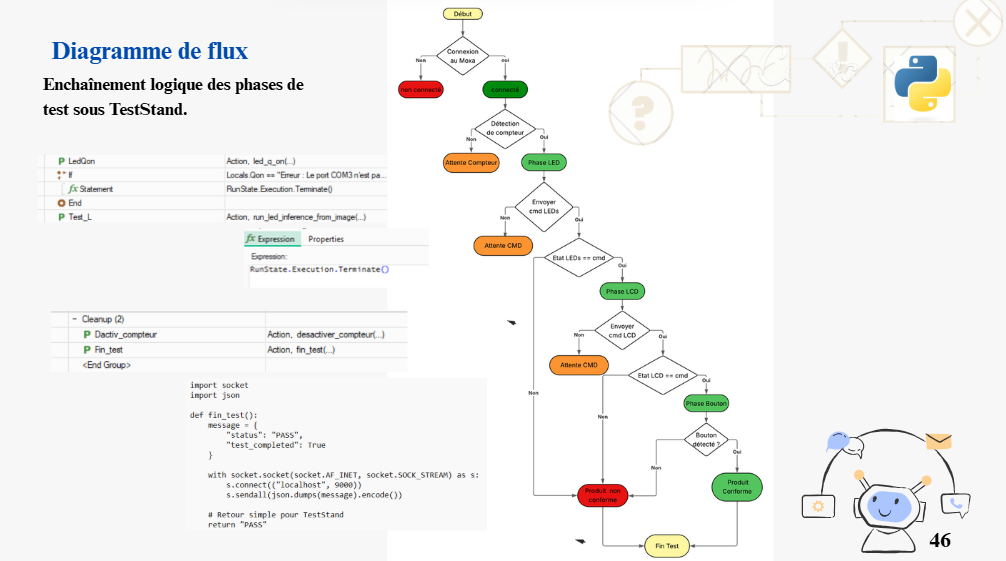 Diagramme de flux
Enchaînement logique des phases de
test sous TestStand.
LedQon
Action, led_q_on(...)
If
Locals.Qon == "Erreur : Le port COM3 n'est pa...
Statement
RunState.Execution.Terminate()
End
Test_L
Action, run_led_inference_from_image(...)
Expression
Properties
Expression:
RunState.Execution.Terminate()
Cleanup (2)
Dactiv_compteur
Action, desactiver_compteur(...)
Fin_test
Action, fin_test(...)
<End Group>
import socket
import json
def fin_test():
message = {
"status": "PASS",
"test_completed": True
}
with socket.socket(socket.AF_INET, socket.SOCK_STREAM) as s:
s.connect(("localhost", 9000))
s.sendall(json.dumps(message).encode())
# Retour simple pour TestStand
return "PASS"
Début
Connexion
au Moxa
Non
oui
non connecté
connecté
Détection
de compteur
Non
Oui
Attente Compteur
Phase LED
Envoyer
cmd LEDs
Non
Oui
Attente CMD
Etat LEDs == cmd
Oui
Phase LCD
Envoyer
cmd LCD
Non
Oui
Attente CMD
Etat LCD == cmd
Oui
Non
Phase Bouton
Non
Bouton
détecté ?
Oui
Non
Produit non
conforme
Produit
Conforme
Fin Test
46